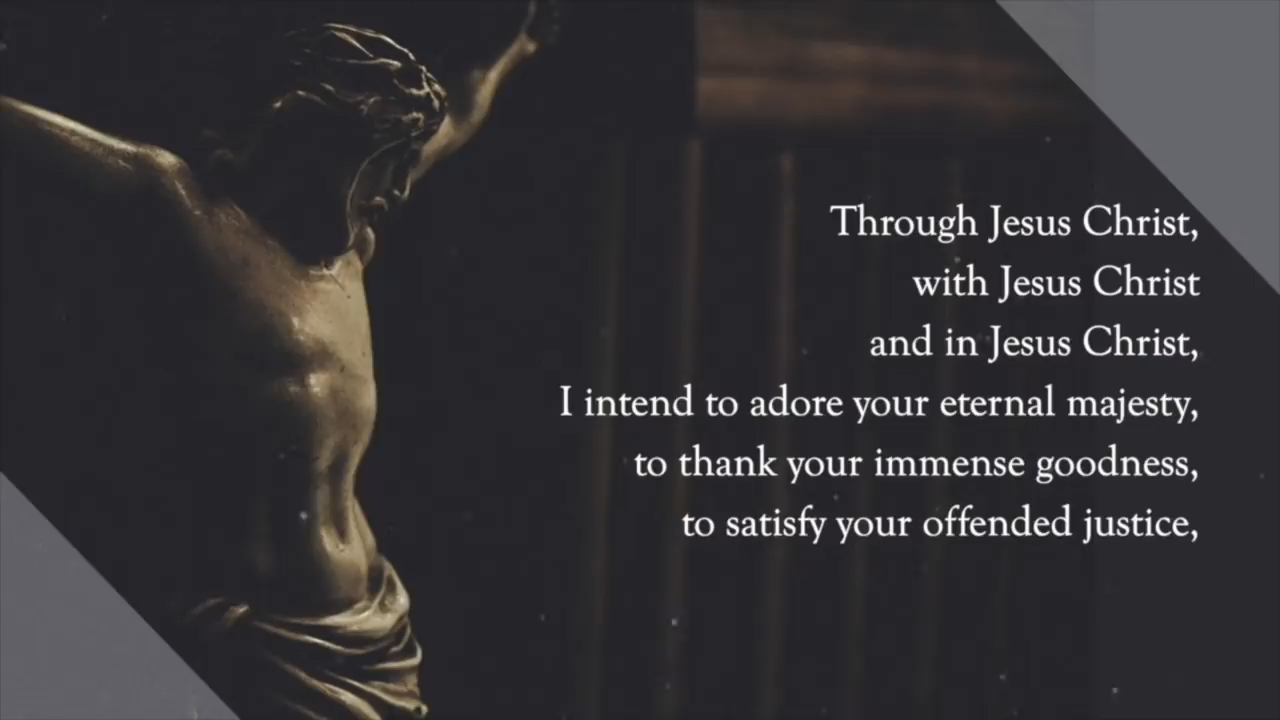 Through Jesus Christ,
with Jesus Christ
and in Jesus Christ,
I intend to adore your eternal majesty,
to thank your immense goodness,
to satisfy your offended justice,